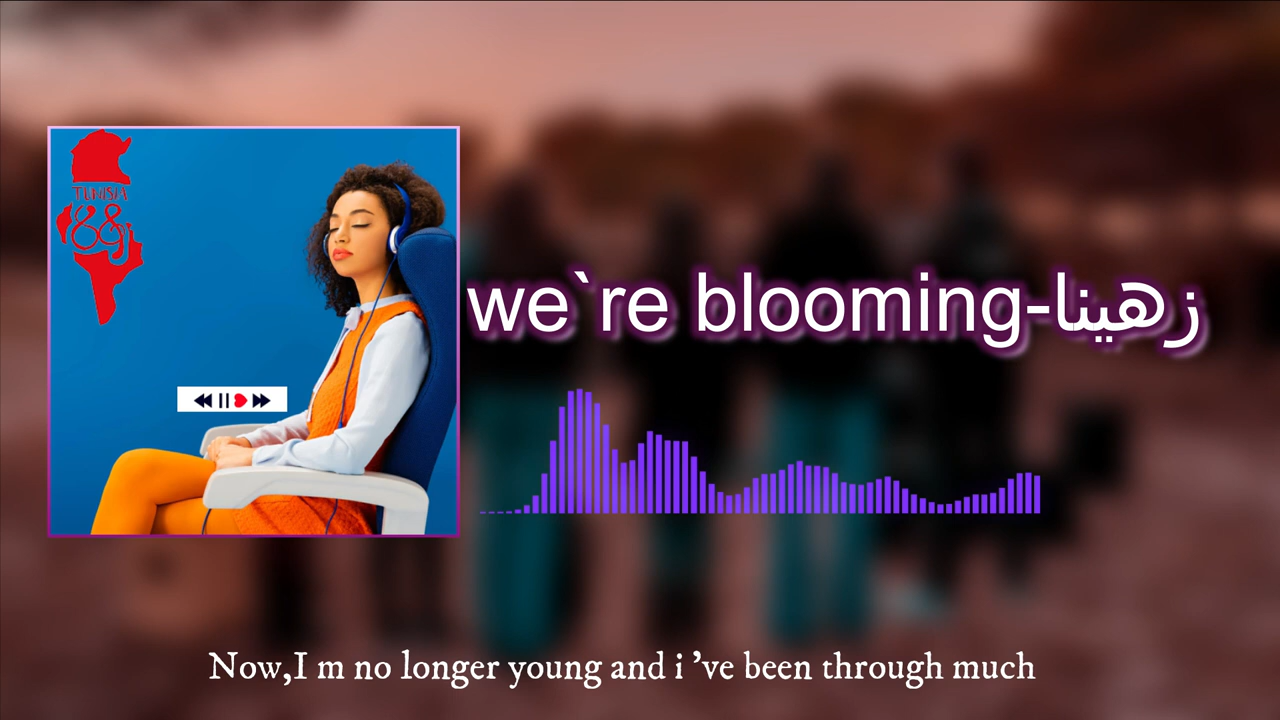 TUNISIA
we`re blooming-زهينا
Now,I m no longer young and i 've been through much